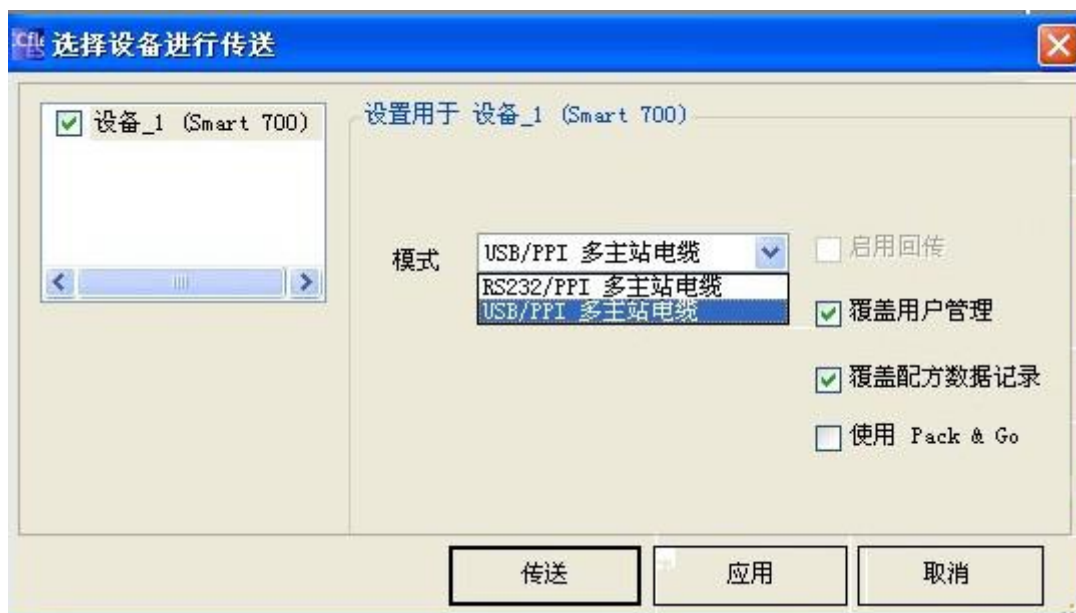 选择设备进行传送
设备_1 (Smart 700)
设置用于 设备_1 (Smart 700)
模式
USB/PPI 多主站电缆
RS232/PPI 多主站电缆
USB/PPI 多主站电缆
启用回传
覆盖用户管理
覆盖配方数据记录
使用 Pack & Go
传送
应用
取消